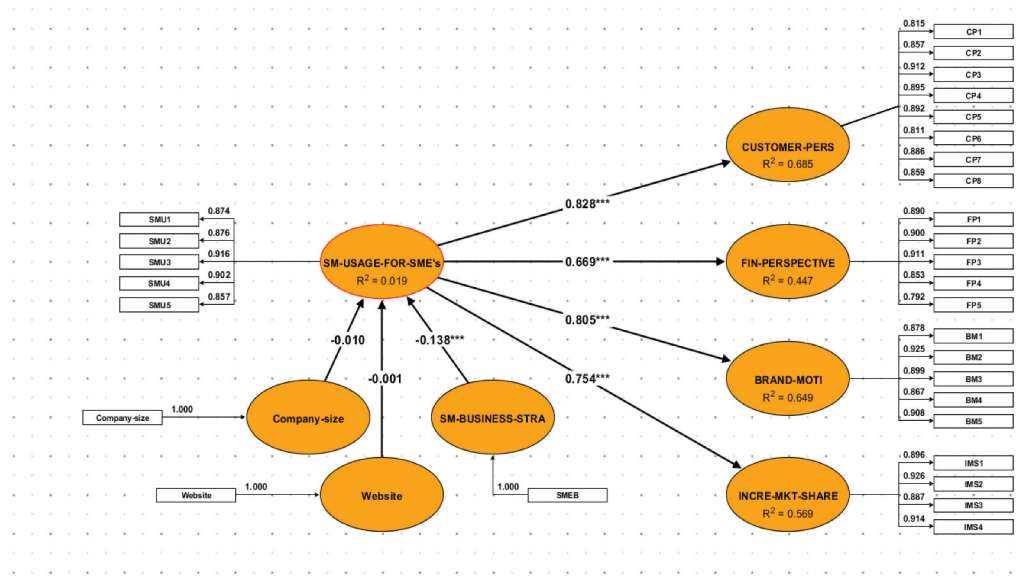 0.815
CP1
0.857
CP2
0.912
CP3
0.895
CP4
0.892
CP5
0.811
CP6
0.886
CP7
0.859
CP8
CUSTOMER-PERS
R² = 0.685
0.828***
0.874
SMU1
0.876
SMU2
0.916
SMU3
0.902
SMU4
0.857
SMU5
SM-USAGE-FOR-SME's
R² = 0.019
0.669***
FIN-PERSPECTIVE
R² = 0.447
0.890
FP1
0.900
FP2
0.911
FP3
0.853
FP4
0.792
FP5
0.805***
-0.010
-0.138***
-0.001
0.754***
BRAND-MOTI
R² = 0.649
0.878
BM1
0.925
BM2
0.899
BM3
0.867
BM4
0.908
BM5
Company-size
1.000
Company-size
SM-BUSINESS-STRA
Website
1.000
Website
1.000
SMEB
INCRE-MKT-SHARE
R² = 0.569
0.896
IMS1
0.926
IMS2
0.887
IMS3
0.914
IMS4